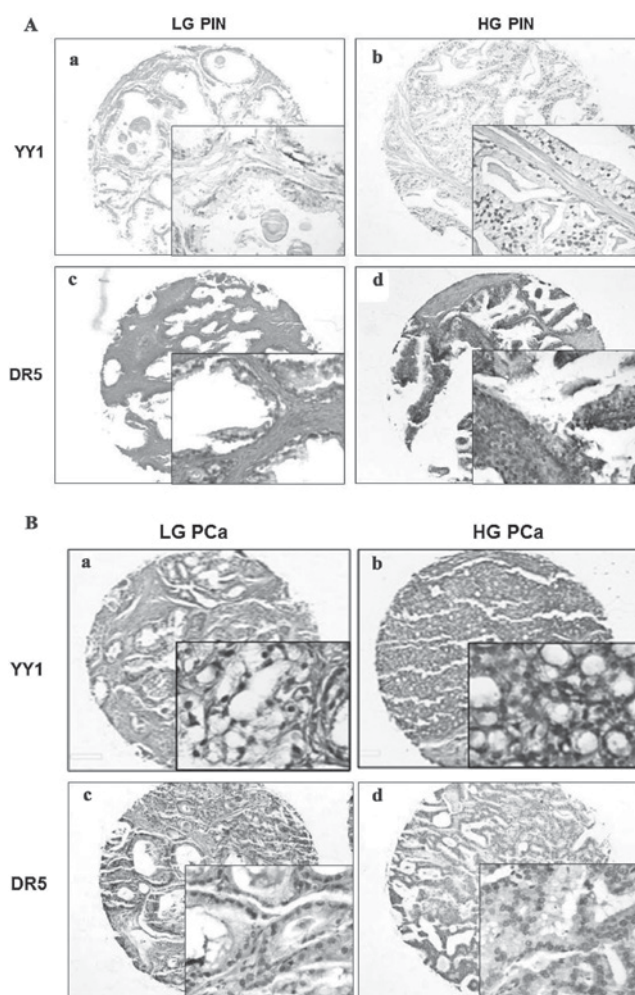 A
LG PIN HG PIN
a b
YY1
c d
DR5
B
LG PCa HG PCa
a b
YY1
c d
DR5